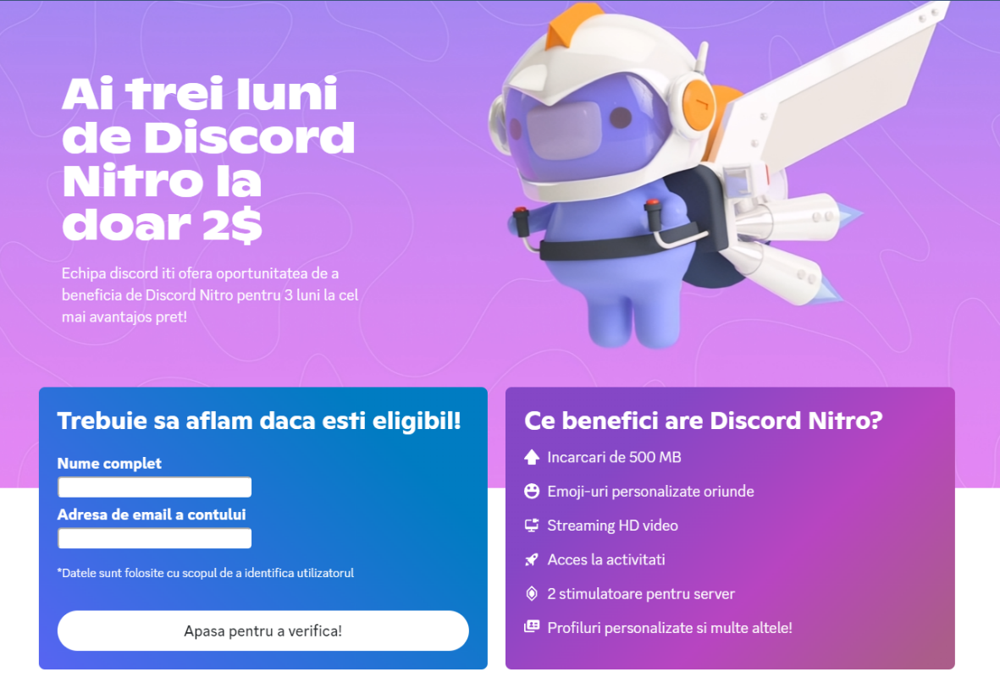 Ai trei luni
de Discord
Nitro la
doar 2$
Echipa discord iti ofera oportunitatea de a
beneficia de Discord Nitro pentru 3 luni la cel
mai avantajos pret!
Trebuie sa aflam daca esti eligibil!
Nume complet
Adresa de email a contului
*Datele sunt folosite cu scopul de a identifica utilizatorul
Apasa pentru a verifica!
Ce benefici are Discord Nitro?
Incarcari de 500 MB
Emoji-uri personalizate oriunde
Streaming HD video
Acces la activitati
2 stimulatoare pentru server
Profiluri personalizate si multe altele!